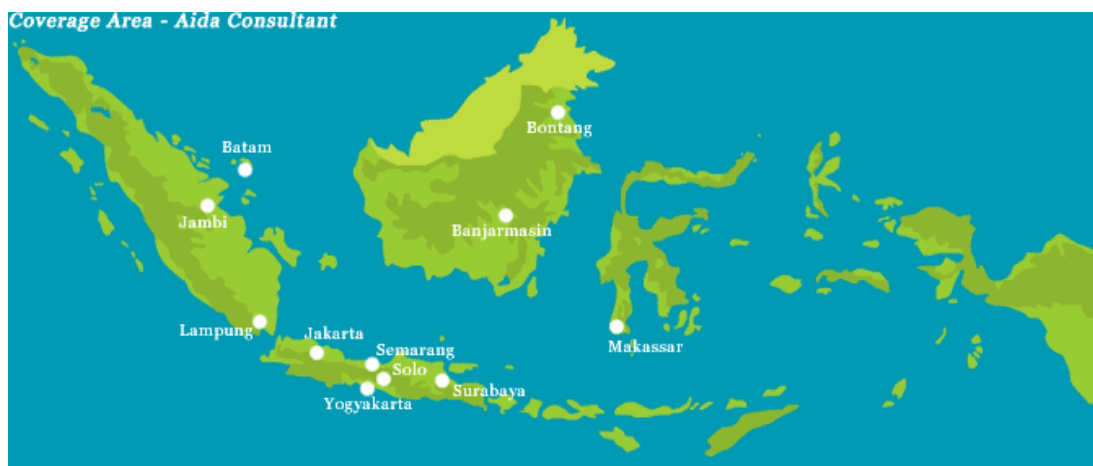 Coverage Area - Aida Consultant
Bontang
Batam
Jambi
Banjarmasin
Lampung
Jakarta
Makassar
Semarang
Solo
Surabaya
Yogyakarta